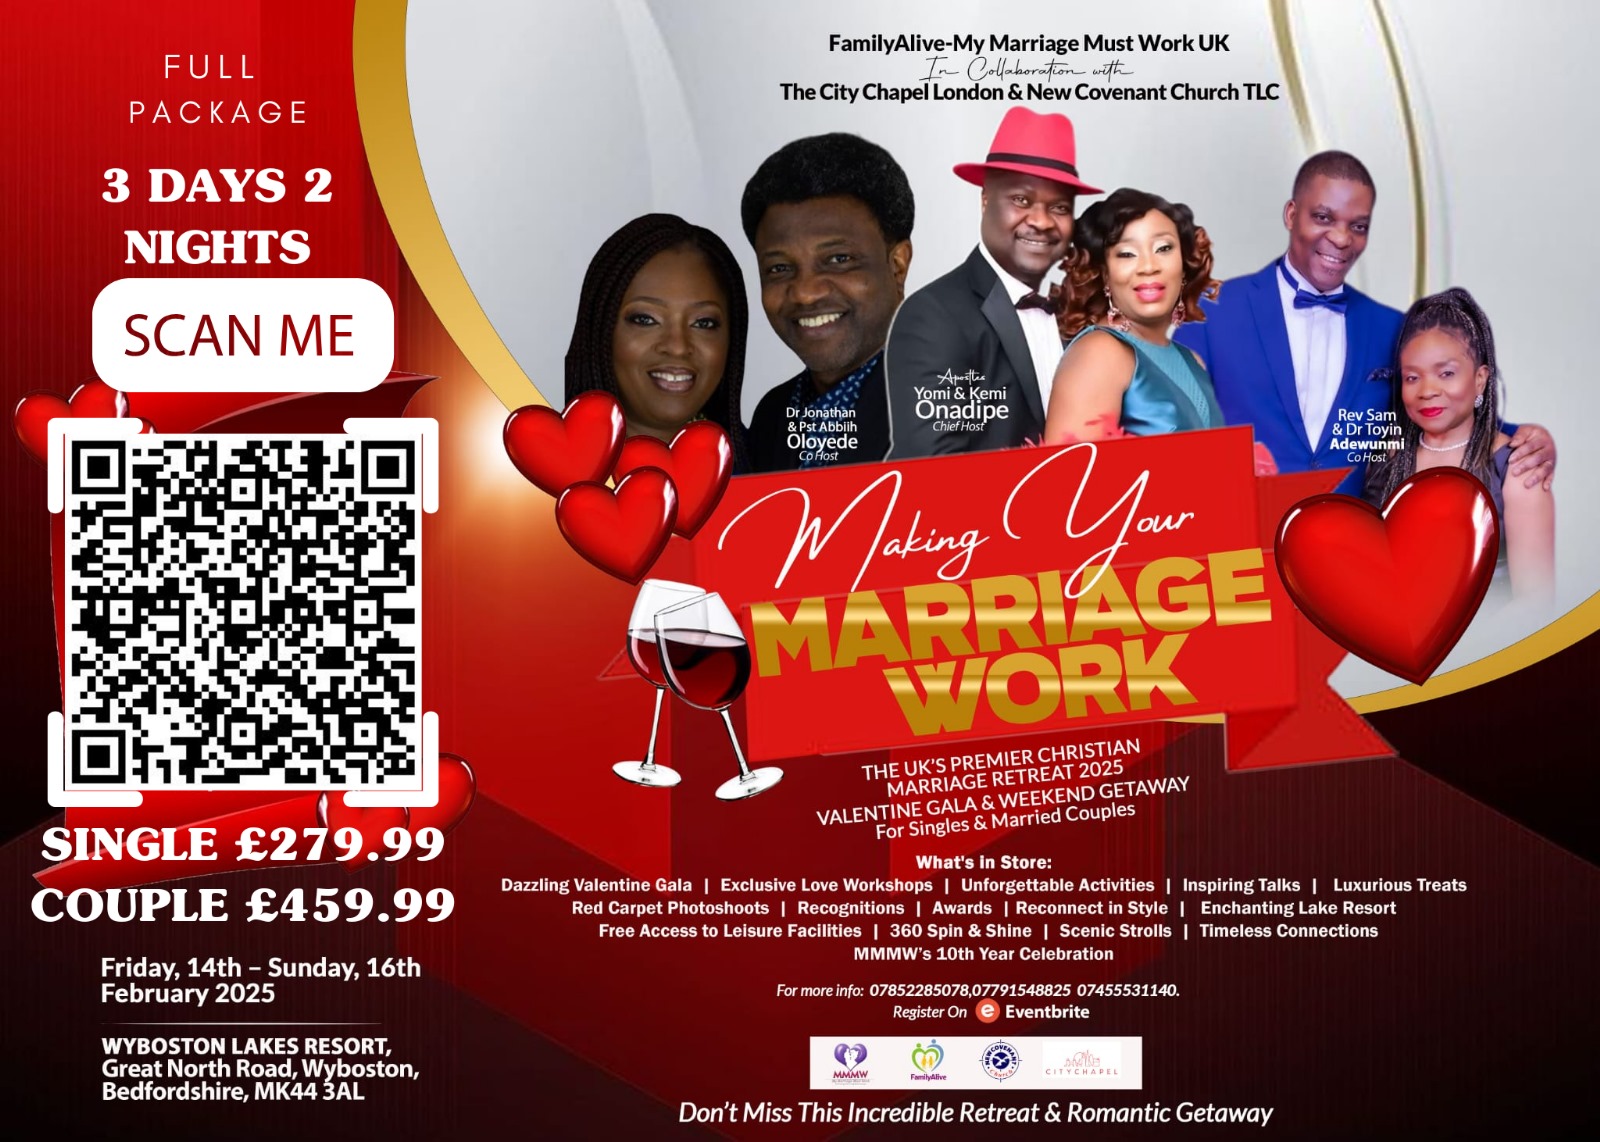 FULL
PACKAGE
3 DAYS 2
NIGHTS
SCAN ME
SINGLE £279.99
COUPLE £459.99
Friday, 14th – Sunday, 16th
February 2025
WYBOSTON LAKES RESORT,
Great North Road, Wyboston,
Bedfordshire, MK44 3AL
FamilyAlive-My Marriage Must Work UK
In Collaboration with
The City Chapel London & New Covenant Church TLC
Dr Jonathan
& Pst Abbiih
Oloyede
Co Host
Apostles
Yomi & Kemi
Onadipe
Chief Host
Rev Sam
& Dr Toyin
Adewunmi
Co Host
Making Your
MARRIAGE
WORK
THE UK'S PREMIER CHRISTIAN
MARRIAGE RETREAT 2025
VALENTINE GALA & WEEKEND GETAWAY
For Singles & Married Couples
What's in Store:
Dazzling Valentine Gala | Exclusive Love Workshops | Unforgettable Activities | Inspiring Talks | Luxurious Treats
Red Carpet Photoshoots | Recognitions | Awards | Reconnect in Style | Enchanting Lake Resort
Free Access to Leisure Facilities | 360 Spin & Shine | Scenic Strolls | Timeless Connections
MMMW's 10th Year Celebration
For more info: 07852285078,07791548825 07455531140.
Register On e Eventbrite
MMMW
FamilyAlive
NEW COVENANT
CHURCH
CITYCHAPEL
Don't Miss This Incredible Retreat & Romantic Getaway